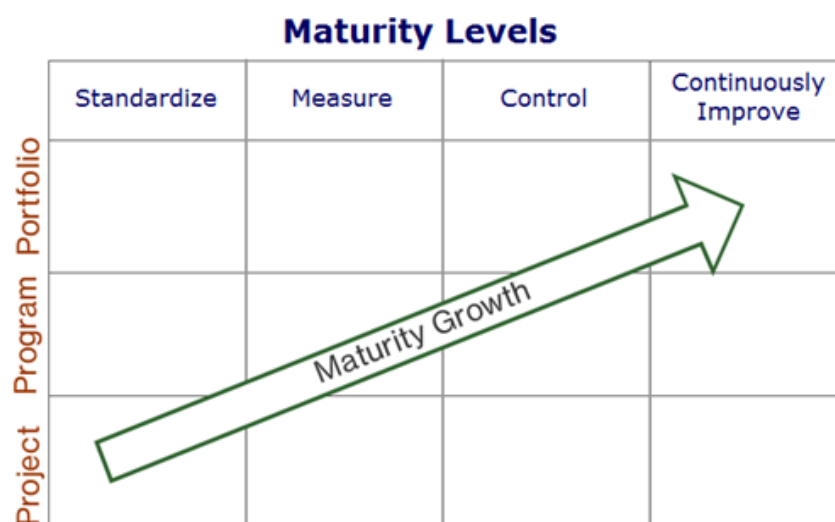 Maturity Levels
Standardize
Measure
Control
Continuously
Improve
Portfolio
Program
Project
Maturity Growth